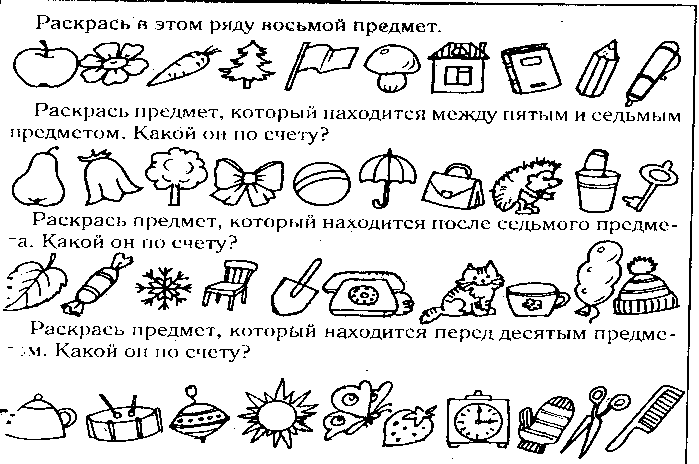 Раскрась в этом ряду восьмой предмет.
Раскрась предмет, который находится между пятым и седьмым
предметом. Какой он по счету?
Раскрась предмет, который находится после седьмого предме-
-а. Какой он по счету?
Раскрась предмет, который находится перед десятым предме-
м. Какой он по счету?